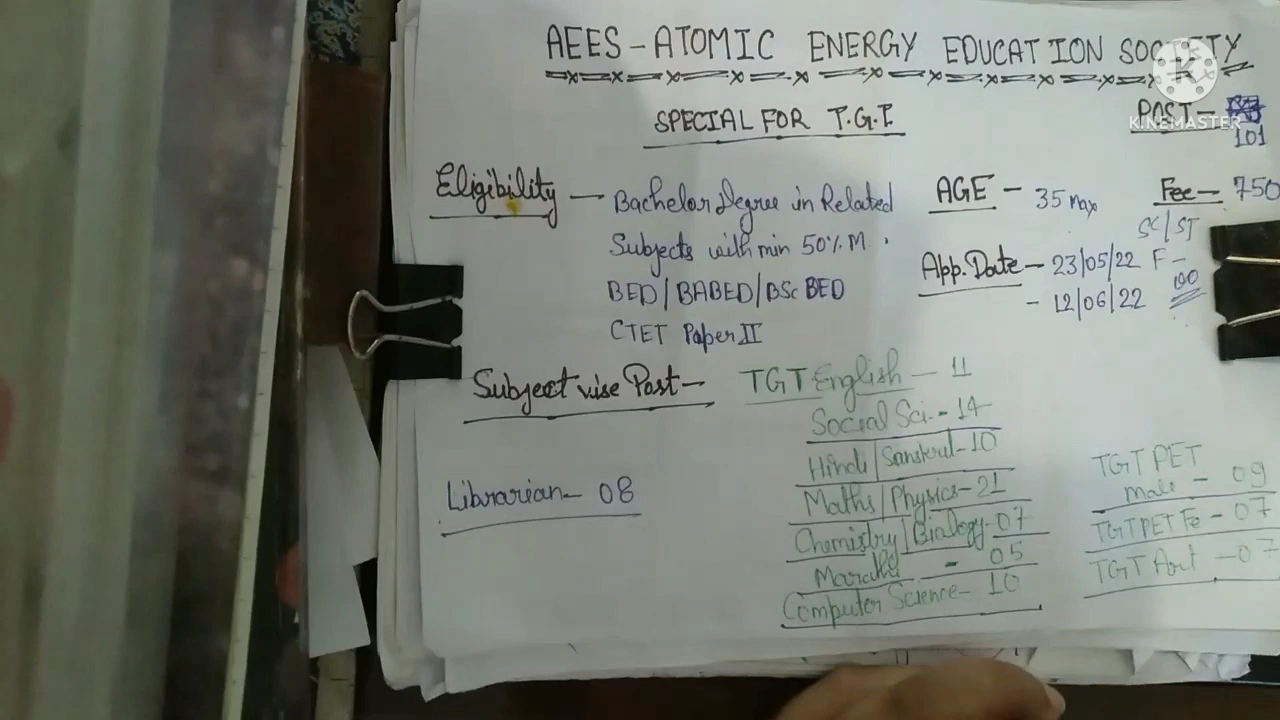 AEES - ATOMIC ENERGY EDUCATION SOCIETY
SPECIAL FOR T.G.T.
POST -
101
KINEMASTER
Eligibility - Bachelor Degree in Related
Subjects with min 50% M.
BED/BABED/BSc BED
CTET Paper II
AGE - 35 max
Fee - 750
SC/ST
F -
100
App. Date - 23/05/22
- 12/06/22
Subject wise Post - TGT English - 11
Social Sci. - 14
Hindi/Sanskrit - 10
Maths/Physics - 21
Chemistry/Biology - 07
Marathi - 05
Computer Science - 10
Librarian - 08
TGT PET
male - 09
TGT PET Fe - 07
TGT Art - 07